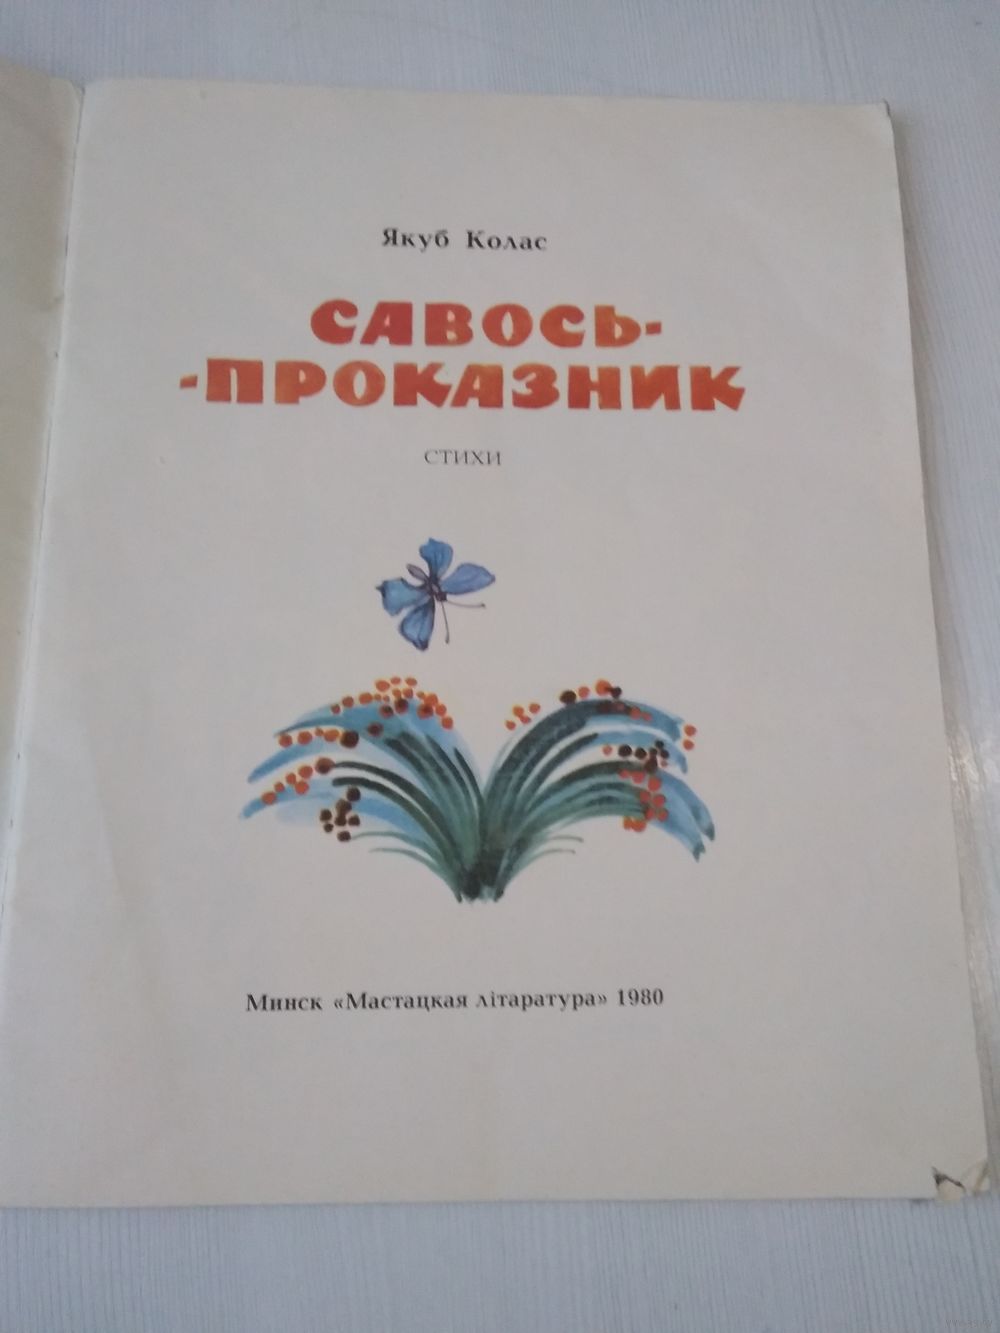 Якуб Колас
САВОСЬ-
-ПРОКАЗНИК
СТИХИ
Минск «Мастацкая літаратура» 1980